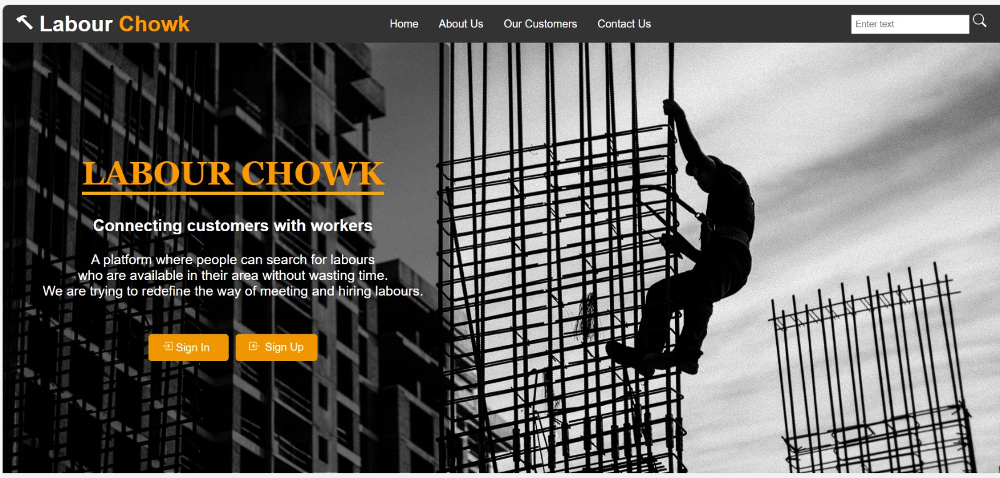 Labour Chowk
Home
About Us
Our Customers
Contact Us
Enter text
LABOUR CHOWK
Connecting customers with workers
A platform where people can search for labours
who are available in their area without wasting time.
We are trying to redefine the way of meeting and hiring labours.
Sign In
Sign Up